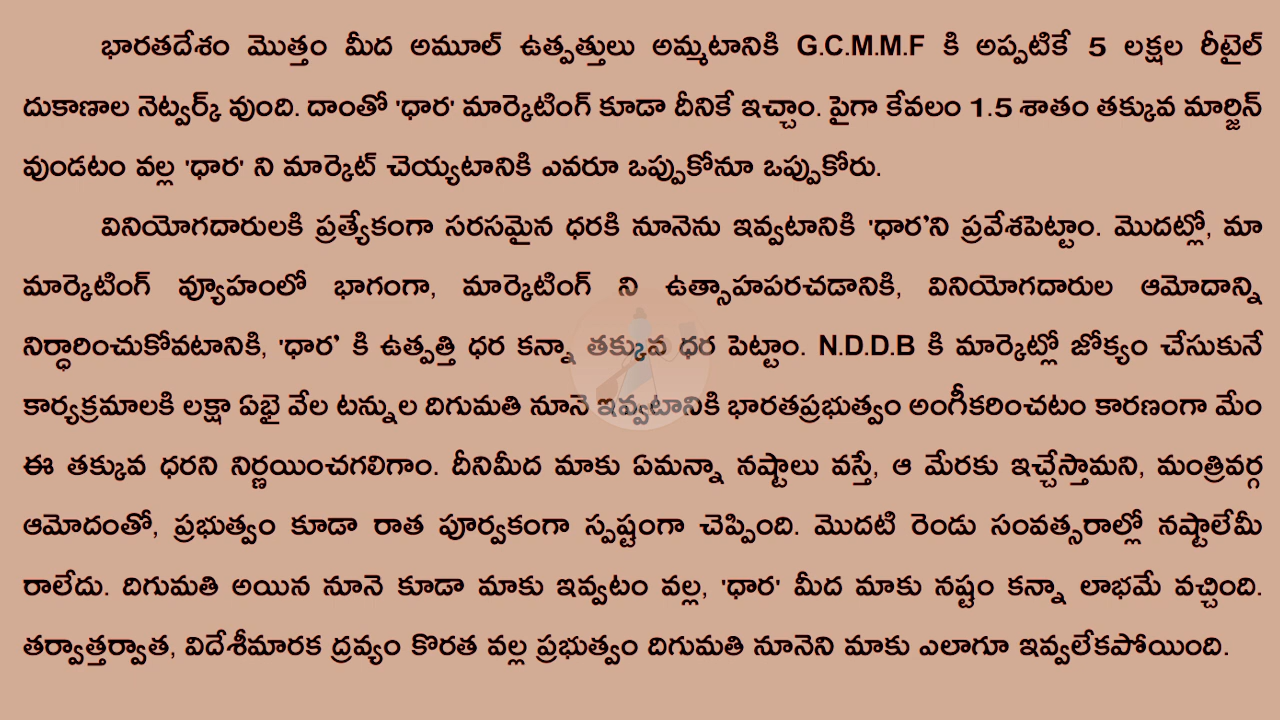 భారతదేశం మొత్తం మీద అమూల్ ఉత్పత్తులు అమ్మటానికి G.C.M.M.F కి అప్పటికే 5 లక్షల రీటైల్
దుకాణాల నెట్వర్క్ వుంది. దాంతో 'ధార' మార్కెటింగ్ కూడా దీనికే ఇచ్చాం. పైగా కేవలం 1.5 శాతం తక్కువ మార్జిన్
వుండటం వల్ల 'ధార' ని మార్కెట్ చెయ్యటానికి ఎవరూ ఒప్పుకోనూ ఒప్పుకోరు.
వినియోగదారులకి ప్రత్యేకంగా సరసమైన ధరకి నూనెను ఇవ్వటానికి 'ధార’ని ప్రవేశపెట్టాం. మొదట్లో, మా
మార్కెటింగ్ వ్యూహంలో భాగంగా, మార్కెటింగ్ ని ఉత్సాహపరచడానికి, వినియోగదారుల ఆమోదాన్ని
నిర్ధారించుకోవటానికి, 'ధార’ కి ఉత్పత్తి ధర కన్నా తక్కువ ధర పెట్టాం. N.D.D.B కి మార్కెట్లో జోక్యం చేసుకునే
కార్యక్రమాలకి లక్షా ఏభై వేల టన్నుల దిగుమతి నూనె ఇవ్వటానికి భారతప్రభుత్వం అంగీకరించటం కారణంగా మేం
ఈ తక్కువ ధరని నిర్ణయించగలిగాం. దీనిమీద మాకు ఏమన్నా నష్టాలు వస్తే, ఆ మేరకు ఇచ్చేస్తామని, మంత్రివర్గ
ఆమోదంతో, ప్రభుత్వం కూడా రాత పూర్వకంగా స్పష్టంగా చెప్పింది. మొదటి రెండు సంవత్సరాల్లో నష్టాలేమీ
రాలేదు. దిగుమతి అయిన నూనె కూడా మాకు ఇవ్వటం వల్ల, 'ధార' మీద మాకు నష్టం కన్నా లాభమే వచ్చింది.
తర్వాత్తర్వాత, విదేశీమారక ద్రవ్యం కొరత వల్ల ప్రభుత్వం దిగుమతి నూనెని మాకు ఎలాగూ ఇవ్వలేకపోయింది.